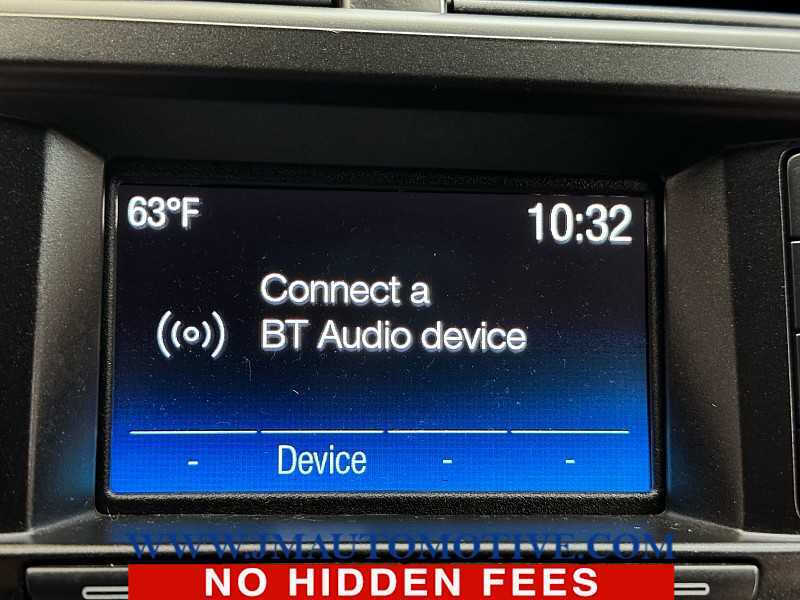 63°F
10:32
Connect a
BT Audio device
- Device - -
WWW.JMAUTOMOTIVE.COM
NO HIDDEN FEES